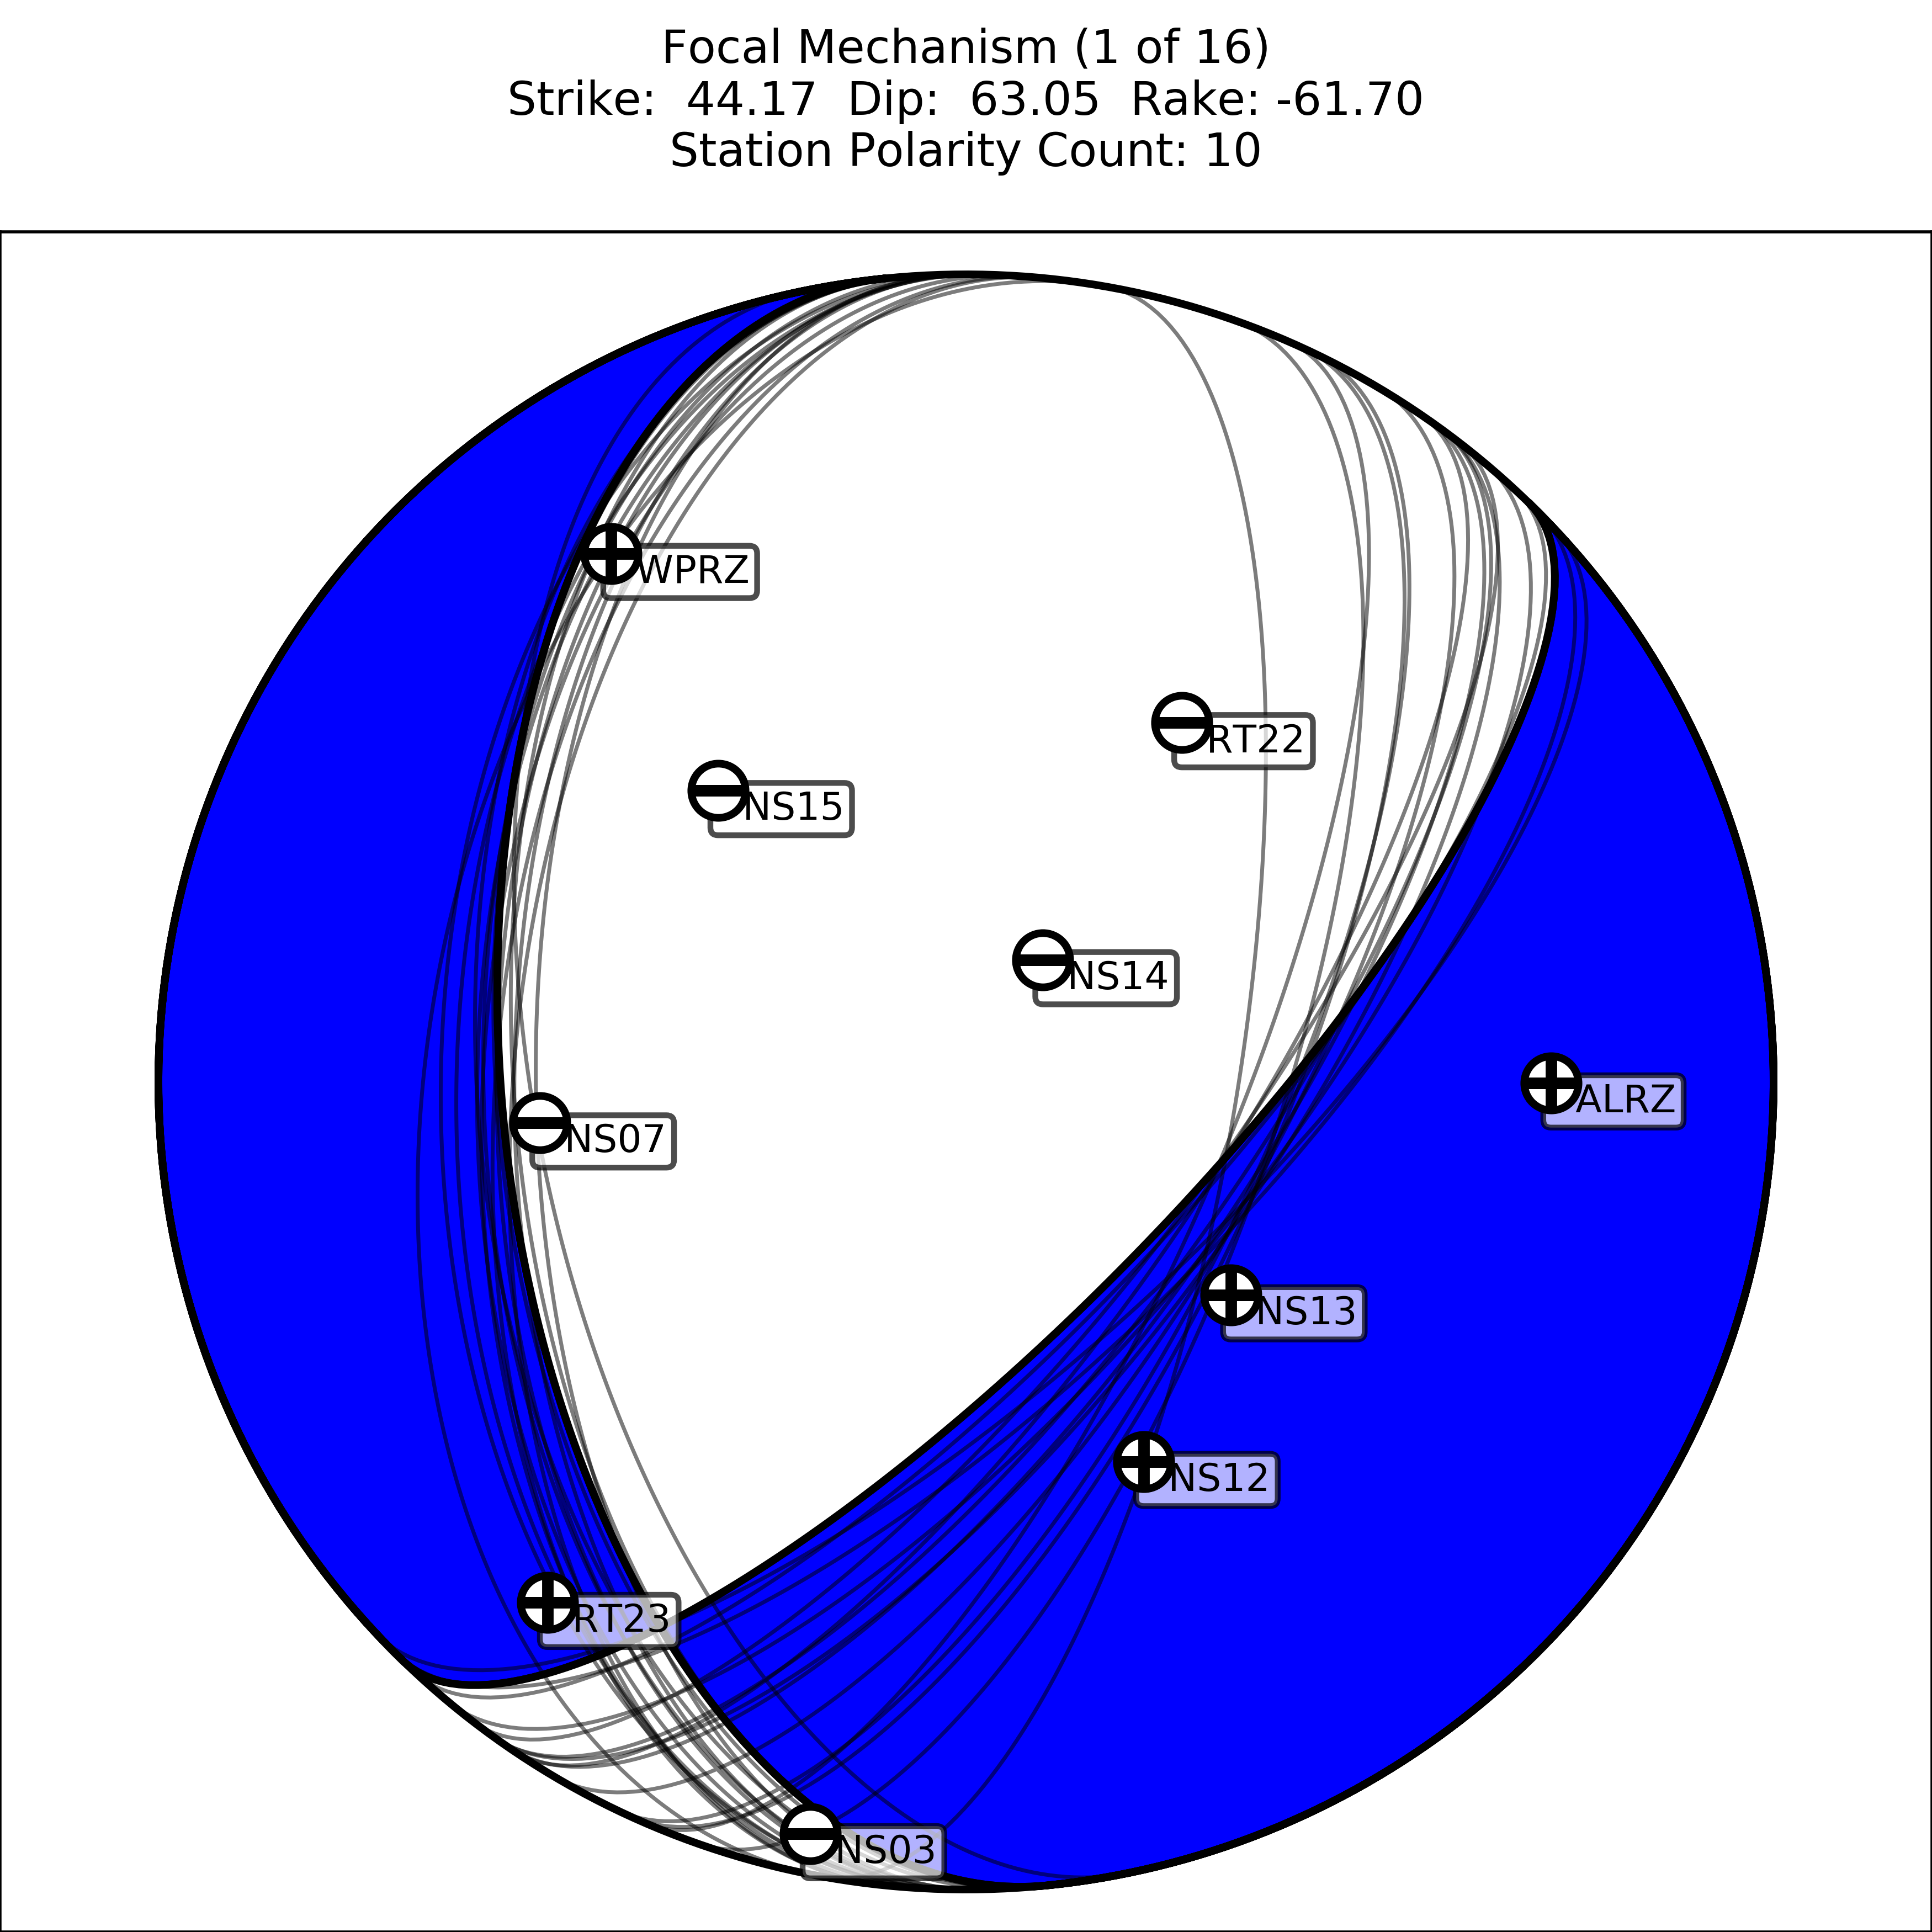 Focal Mechanism (1 of 16)
Strike:  44.17  Dip:  63.05  Rake: -61.70
Station Polarity Count: 10
WPRZ
RT22
NS15
NS14
ALRZ
NS07
NS13
NS12
RT23
NS03